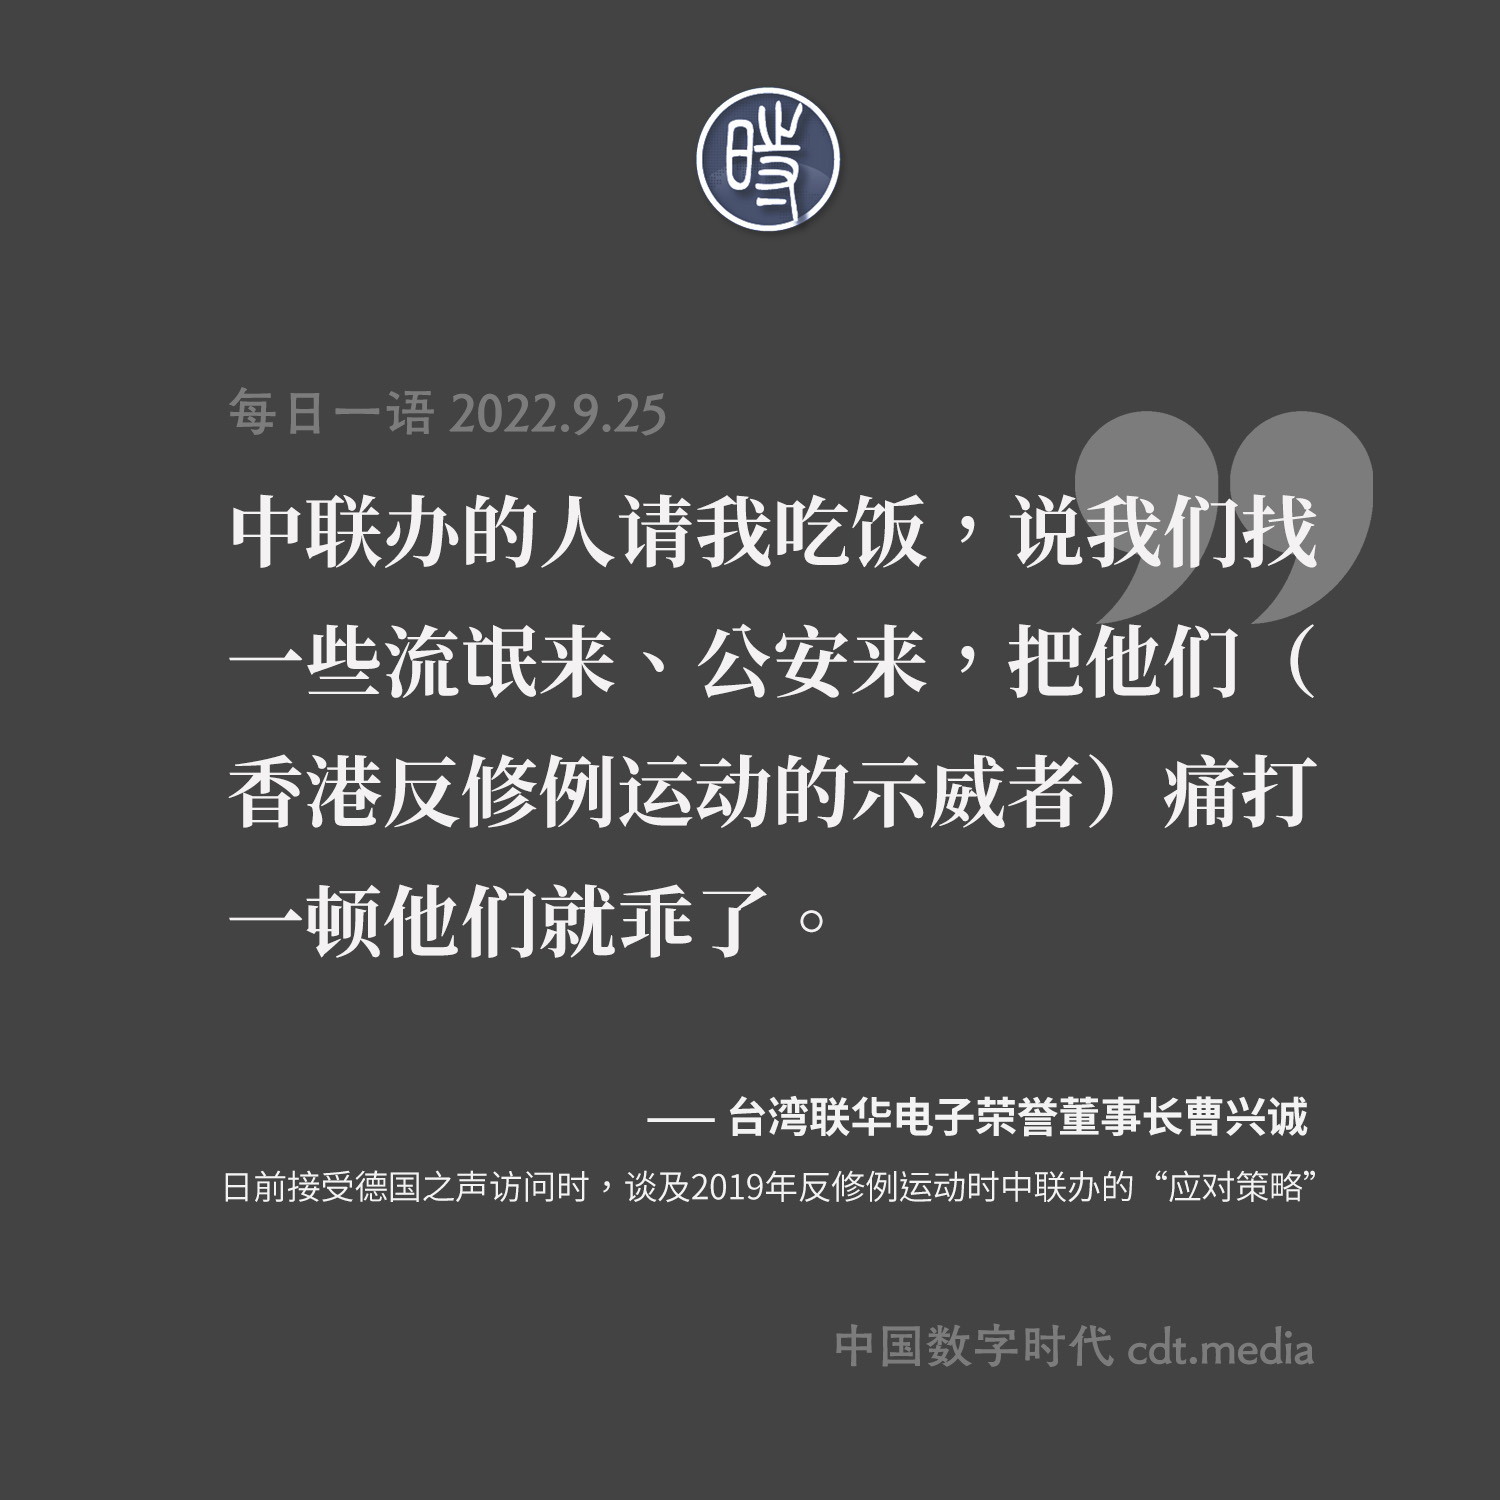 時
每日一语 2022.9.25
中联办的人请我吃饭，说我们找
一些流氓来、公安来，把他们（
香港反修例运动的示威者）痛打
一顿他们就乖了。
—— 台湾联华电子荣誉董事长曹兴诚
日前接受德国之声访问时，谈及2019年反修例运动时中联办的“应对策略”
中国数字时代 cdt.media